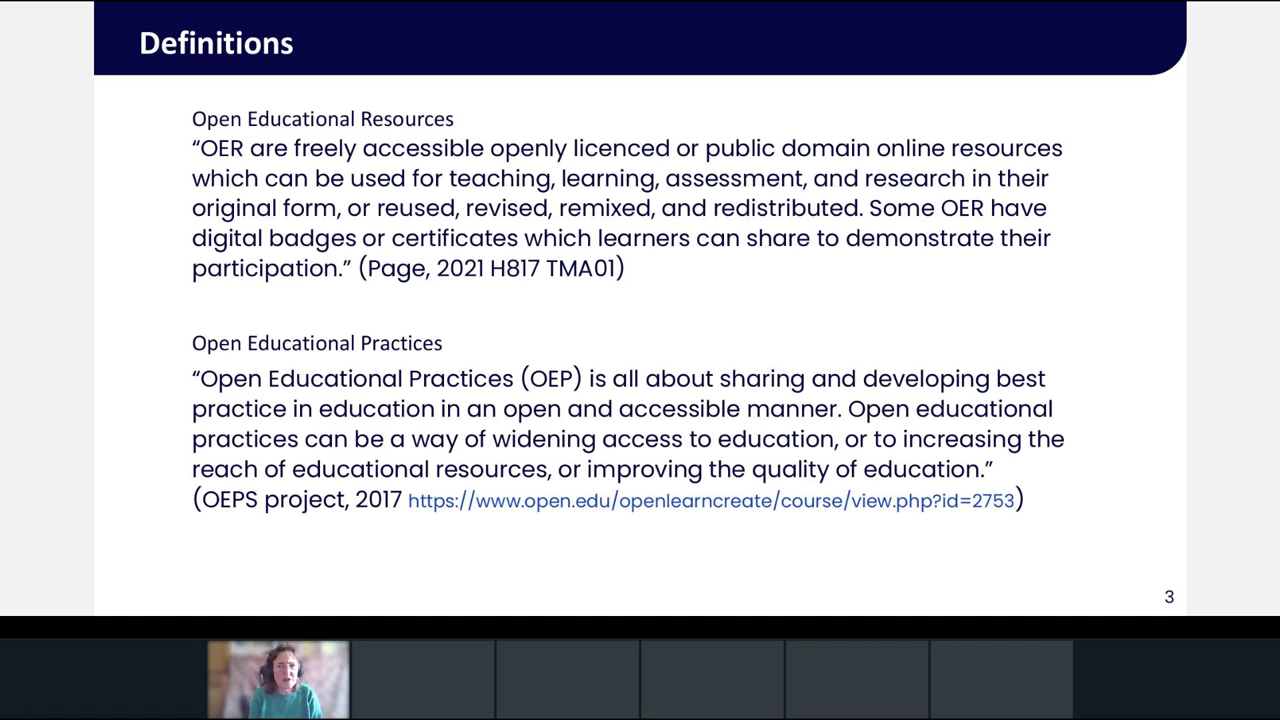 Definitions
Open Educational Resources
“OER are freely accessible openly licenced or public domain online resources
which can be used for teaching, learning, assessment, and research in their
original form, or reused, revised, remixed, and redistributed. Some OER have
digital badges or certificates which learners can share to demonstrate their
participation.” (Page, 2021 H817 TMA01)
Open Educational Practices
“Open Educational Practices (OEP) is all about sharing and developing best
practice in education in an open and accessible manner. Open educational
practices can be a way of widening access to education, or to increasing the
reach of educational resources, or improving the quality of education.”
(OEPS project, 2017 https://www.open.edu/openlearncreate/course/view.php?id=2753)
3